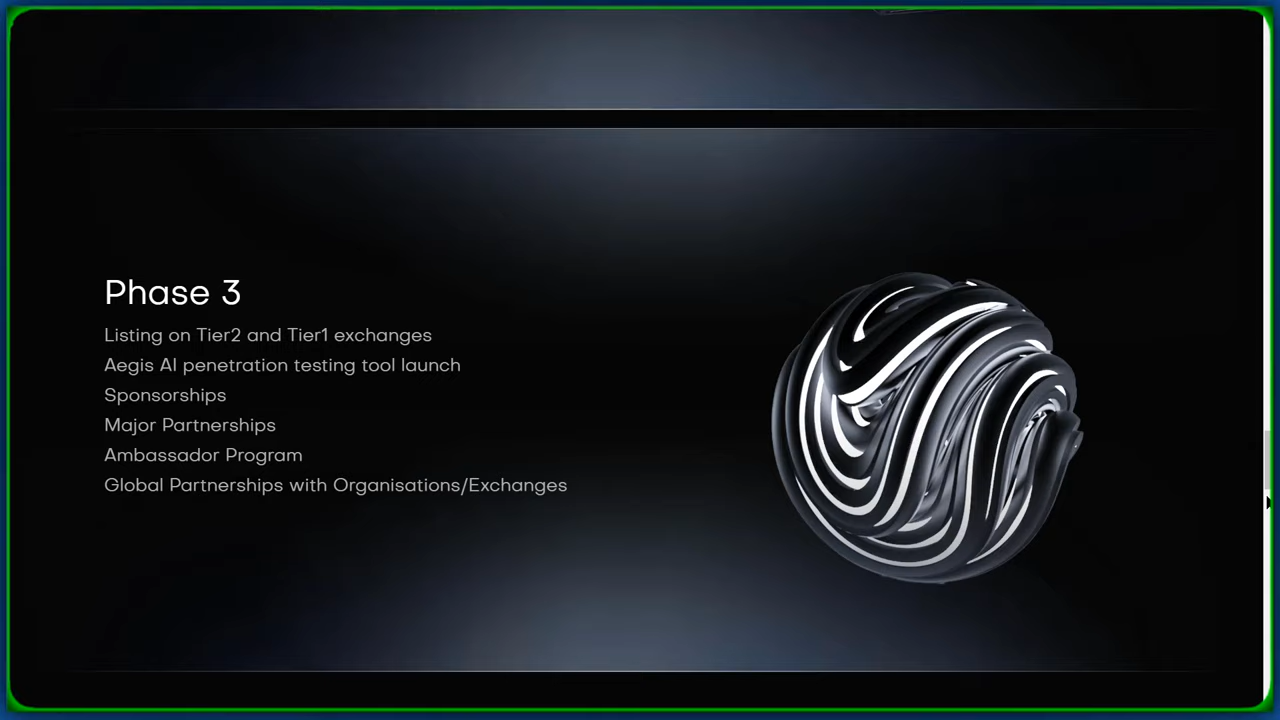 Phase 3
Listing on Tier2 and Tier1 exchanges
Aegis AI penetration testing tool launch
Sponsorships
Major Partnerships
Ambassador Program
Global Partnerships with Organisations/Exchanges